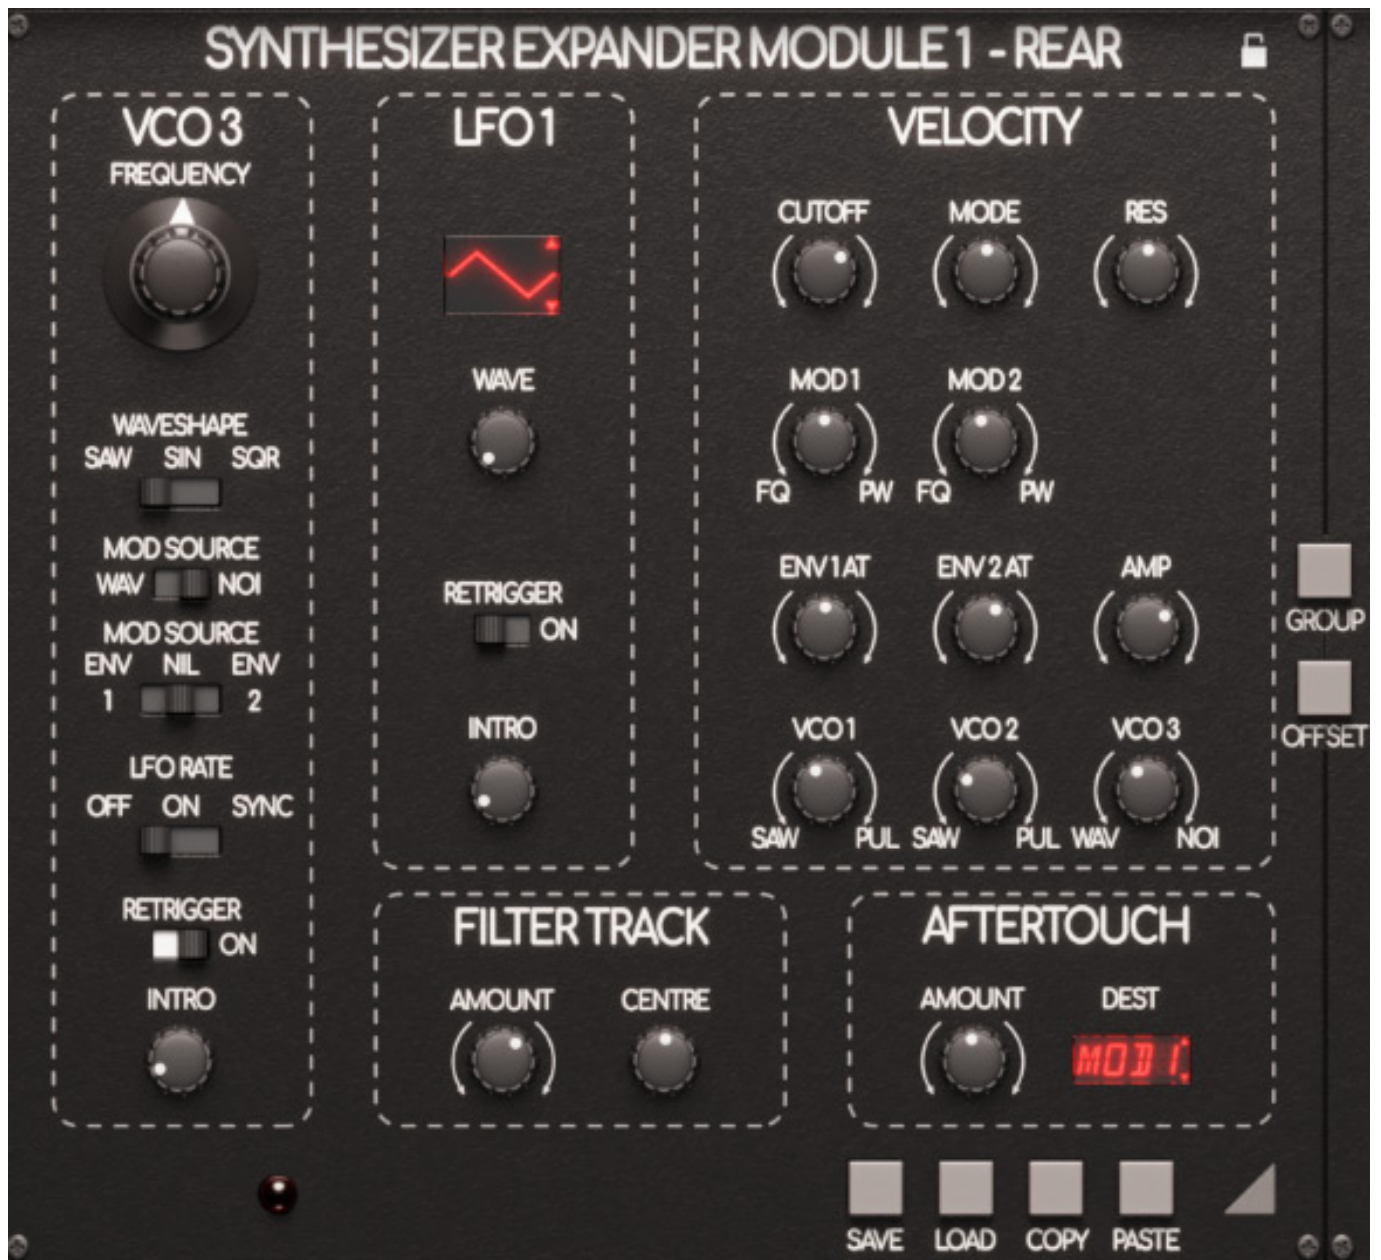 SYNTHESIZER EXPANDER MODULE 1 - REAR
VCO 3
FREQUENCY
WAVESHAPE
SAW SIN SQR
MOD SOURCE
WAV NOI
MOD SOURCE
ENV NIL ENV
1 2
LFO RATE
OFF ON SYNC
RETRIGGER
ON
INTRO
LFO 1
WAVE
RETRIGGER
ON
INTRO
VELOCITY
CUTOFF MODE RES
MOD 1 MOD 2
FQ PW FQ PW
ENV 1 AT ENV 2 AT AMP
VCO 1 VCO 2 VCO 3
SAW PUL SAW PUL WAV NOI
GROUP
OFFSET
FILTER TRACK
AMOUNT CENTRE
AFTERTOUCH
AMOUNT DEST
MOD 1
SAVE LOAD COPY PASTE